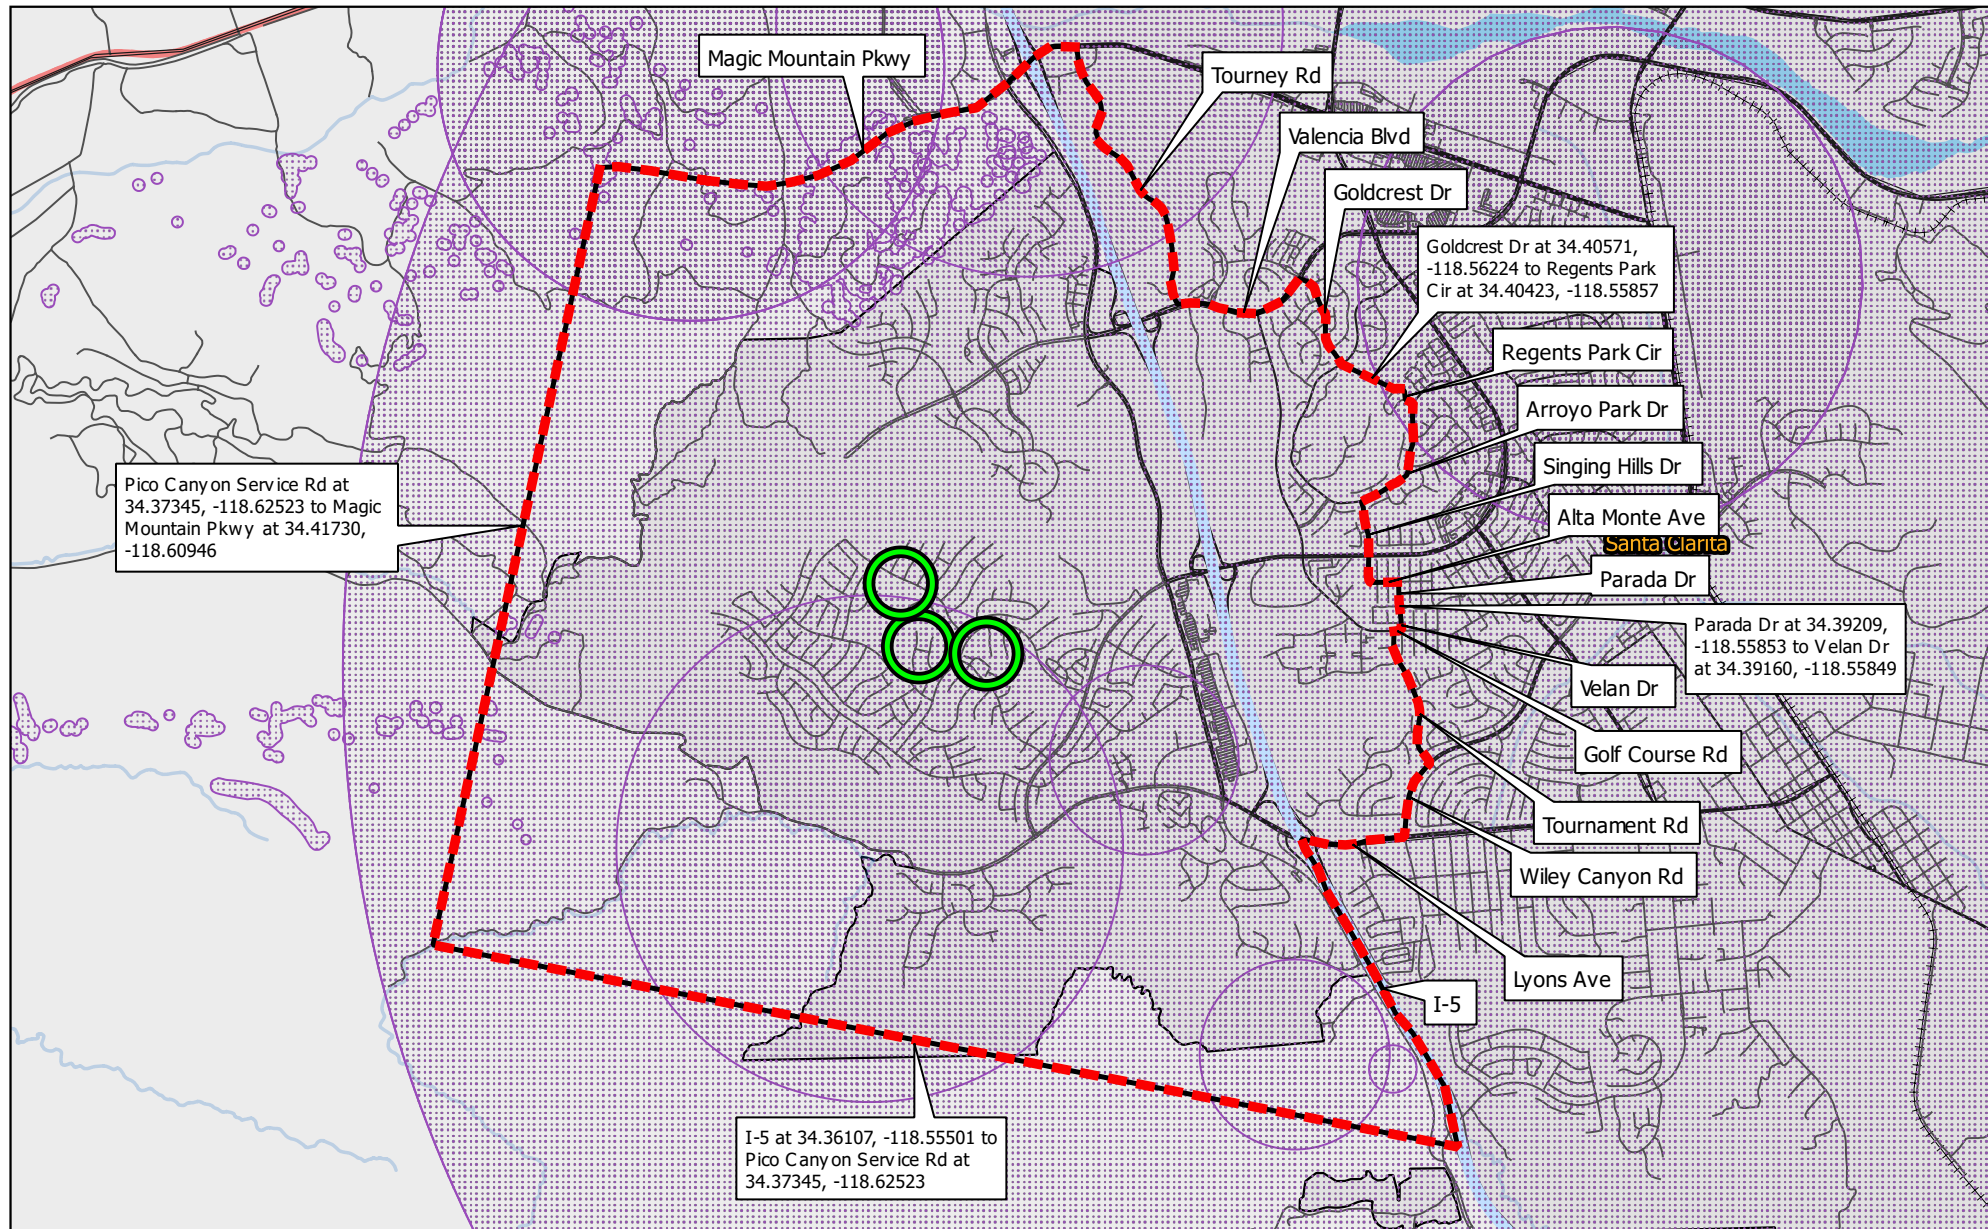 Magic Mountain Pkwy
Tourney Rd
Valencia Blvd
Goldcrest Dr
Goldcrest Dr at 34.40571,
-118.56224 to Regents Park
Cir at 34.40423, -118.55857
Regents Park Cir
Arroyo Park Dr
Singing Hills Dr
Pico Canyon Service Rd at
34.37345, -118.62523 to Magic
Mountain Pkwy at 34.41730,
-118.60946
Alta Monte Ave
Santa Clarita
Parada Dr
Parada Dr at 34.39209,
-118.55853 to Velan Dr
at 34.39160, -118.55849
Velan Dr
Golf Course Rd
Tournament Rd
Wiley Canyon Rd
Lyons Ave
I-5
I-5 at 34.36107, -118.55501 to
Pico Canyon Service Rd at
34.37345, -118.62523